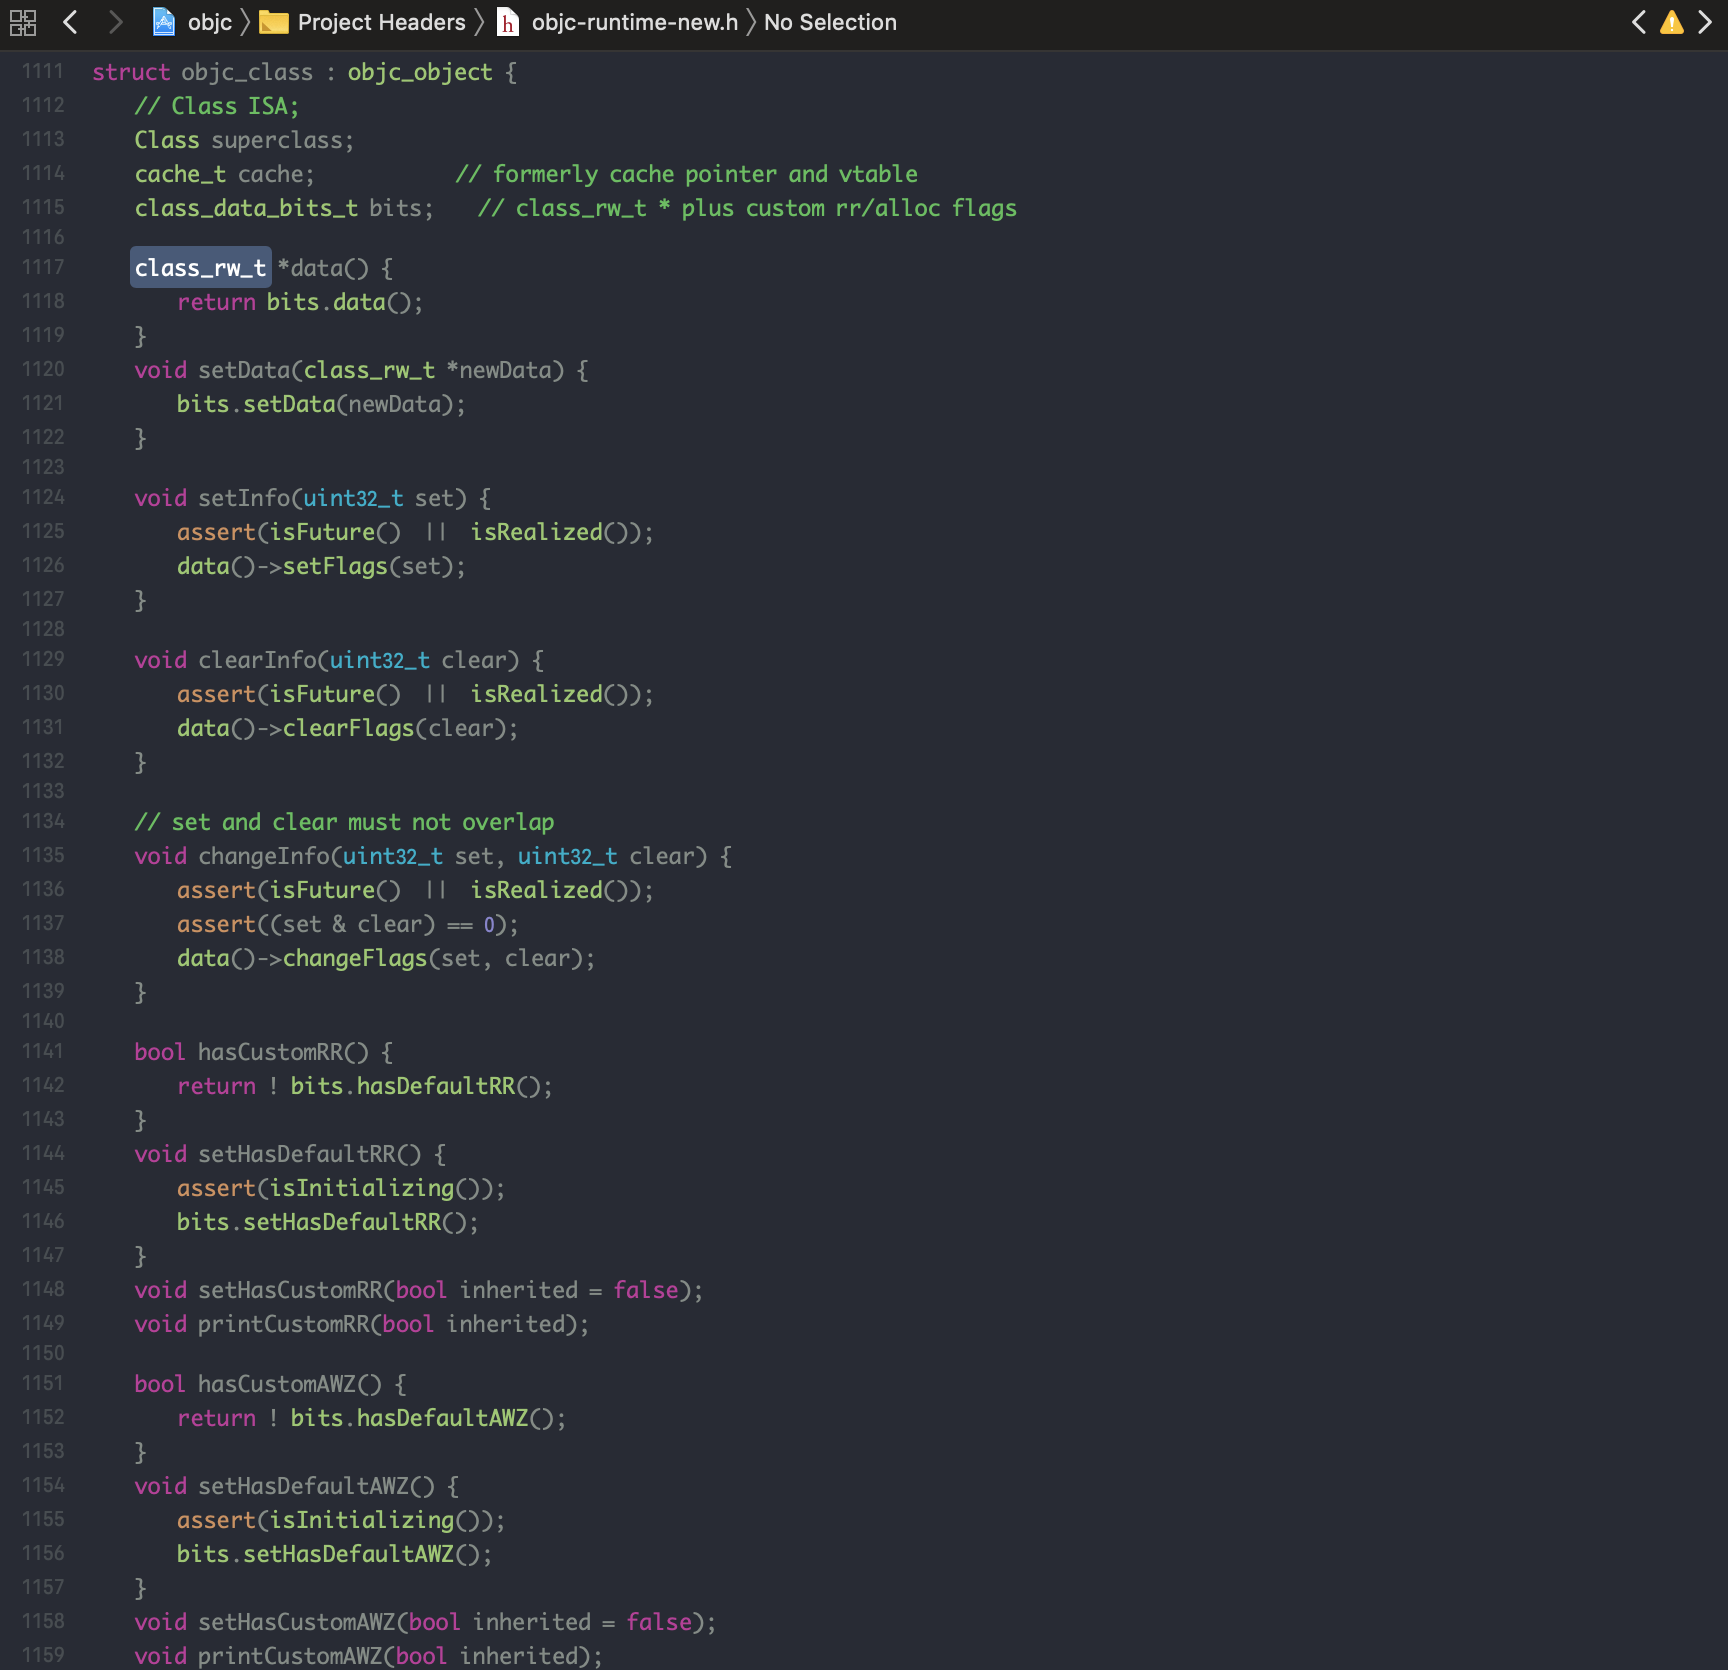 objc 〉 Project Headers 〉 h objc-runtime-new.h 〉 No Selection
1111 struct objc_class : objc_object {
1112 // Class ISA;
1113 Class superclass;
1114 cache_t cache; // formerly cache pointer and vtable
1115 class_data_bits_t bits; // class_rw_t * plus custom rr/alloc flags
1116
1117 class_rw_t *data() {
1118 return bits.data();
1119 }
1120 void setData(class_rw_t *newData) {
1121 bits.setData(newData);
1122 }
1123
1124 void setInfo(uint32_t set) {
1125 assert(isFuture() || isRealized());
1126 data()->setFlags(set);
1127 }
1128
1129 void clearInfo(uint32_t clear) {
1130 assert(isFuture() || isRealized());
1131 data()->clearFlags(clear);
1132 }
1133
1134 // set and clear must not overlap
1135 void changeInfo(uint32_t set, uint32_t clear) {
1136 assert(isFuture() || isRealized());
1137 assert((set & clear) == 0);
1138 data()->changeFlags(set, clear);
1139 }
1140
1141 bool hasCustomRR() {
1142 return ! bits.hasDefaultRR();
1143 }
1144 void setHasDefaultRR() {
1145 assert(isInitializing());
1146 bits.setHasDefaultRR();
1147 }
1148 void setHasCustomRR(bool inherited = false);
1149 void printCustomRR(bool inherited);
1150
1151 bool hasCustomAWZ() {
1152 return ! bits.hasDefaultAWZ();
1153 }
1154 void setHasDefaultAWZ() {
1155 assert(isInitializing());
1156 bits.setHasDefaultAWZ();
1157 }
1158 void setHasCustomAWZ(bool inherited = false);
1159 void printCustomAWZ(bool inherited);